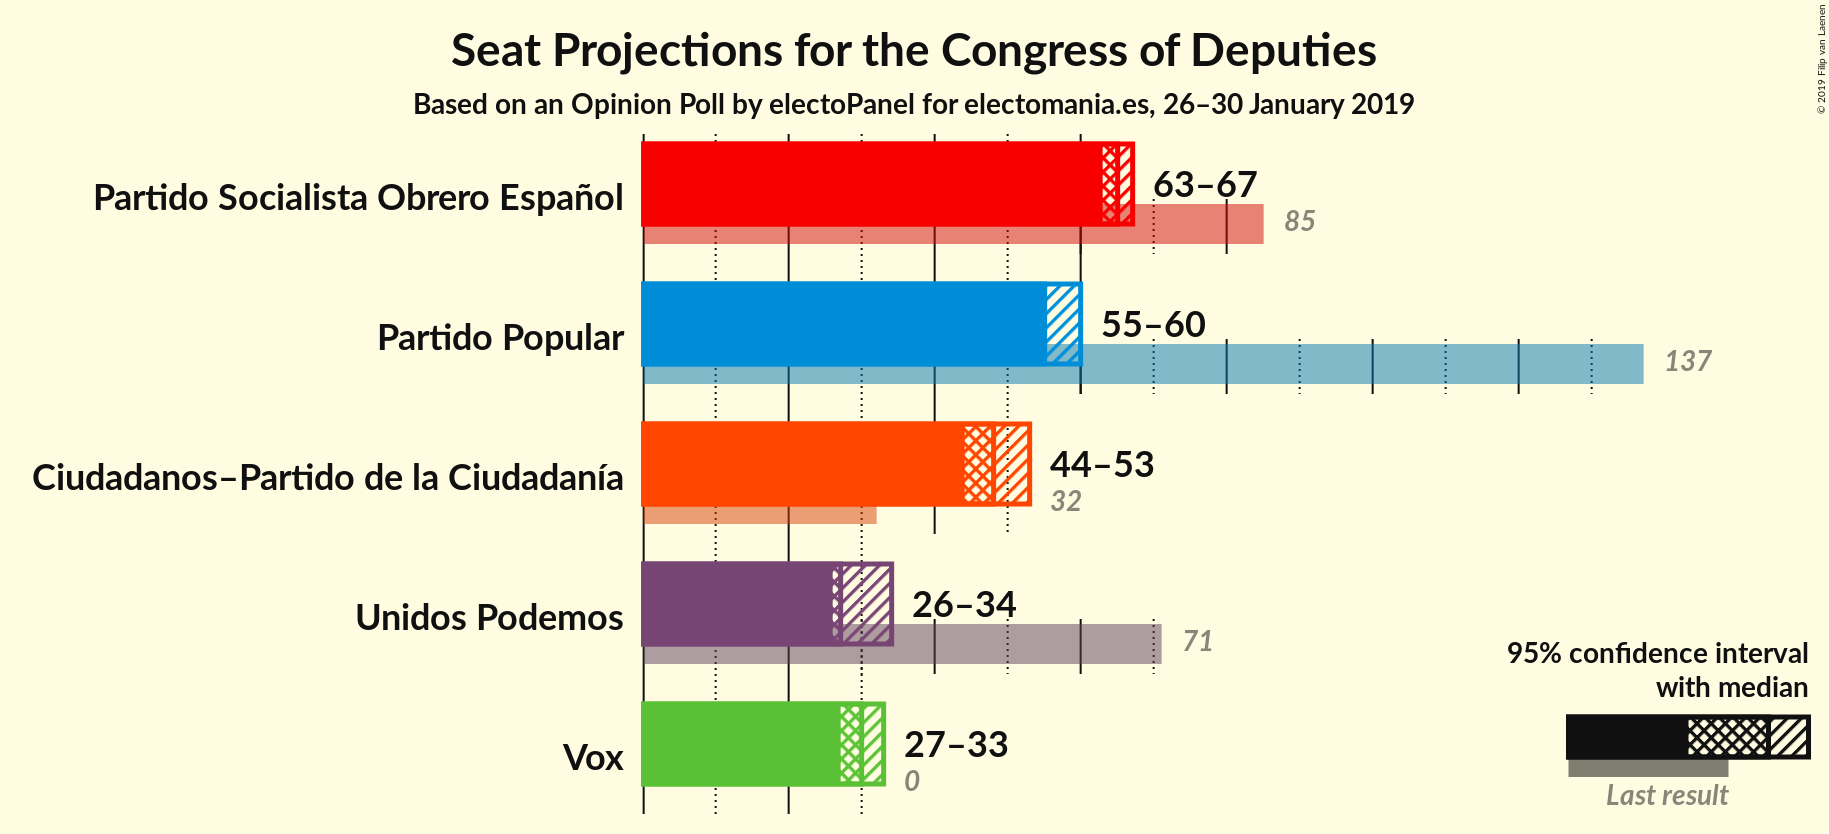 Seat Projections for the Congress of Deputies
Based on an Opinion Poll by electoPanel for electomania.es, 26–30 January 2019
© 2019 Filip van Laenen
Partido Socialista Obrero Español
63–67
85
Partido Popular
55–60
137
Ciudadanos–Partido de la Ciudadanía
44–53
32
Unidos Podemos
26–34
71
Vox
27–33
0
95% confidence interval
with median
Last result